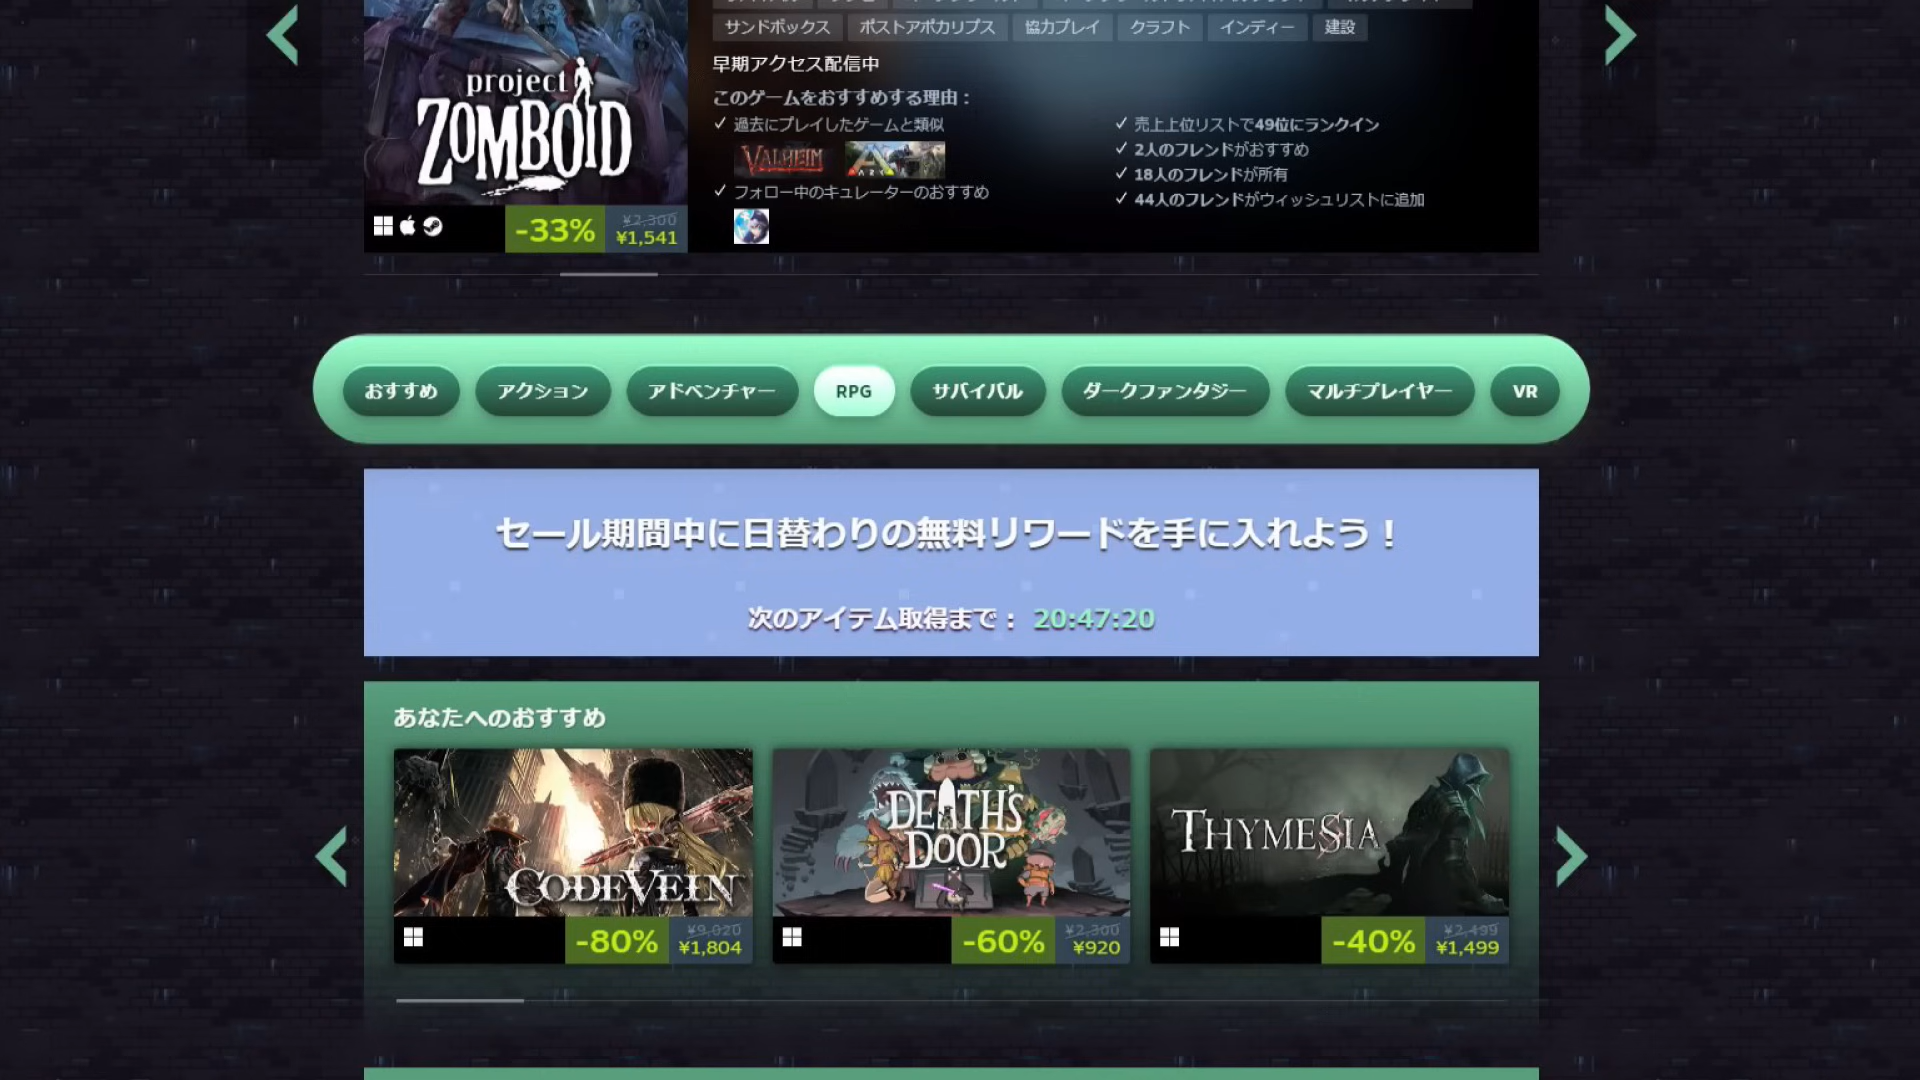 サンドボックス ポストアポカリプス 協力プレイ クラフト インディー 建設
早期アクセス配信中
このゲームをおすすめする理由：
✓ 過去にプレイしたゲームと類似
VALHEIM ARK
✓ フォロー中のキュレーターのおすすめ
✓ 売上上位リストで49位にランクイン
✓ 2人のフレンドがおすすめ
✓ 18人のフレンドが所有
✓ 44人のフレンドがウィッシュリストに追加
project
ZOMBOID
-33% ¥2,300
¥1,541
おすすめ アクション アドベンチャー RPG サバイバル ダークファンタジー マルチプレイヤー VR
セール期間中に日替わりの無料リワードを手に入れよう！
次のアイテム取得まで： 20:47:20
あなたへのおすすめ
CODE VEIN
-80% ¥9,020
¥1,804
DEATH'S
DOOR
-60% ¥2,300
¥920
THYMESIA
-40% ¥2,499
¥1,499